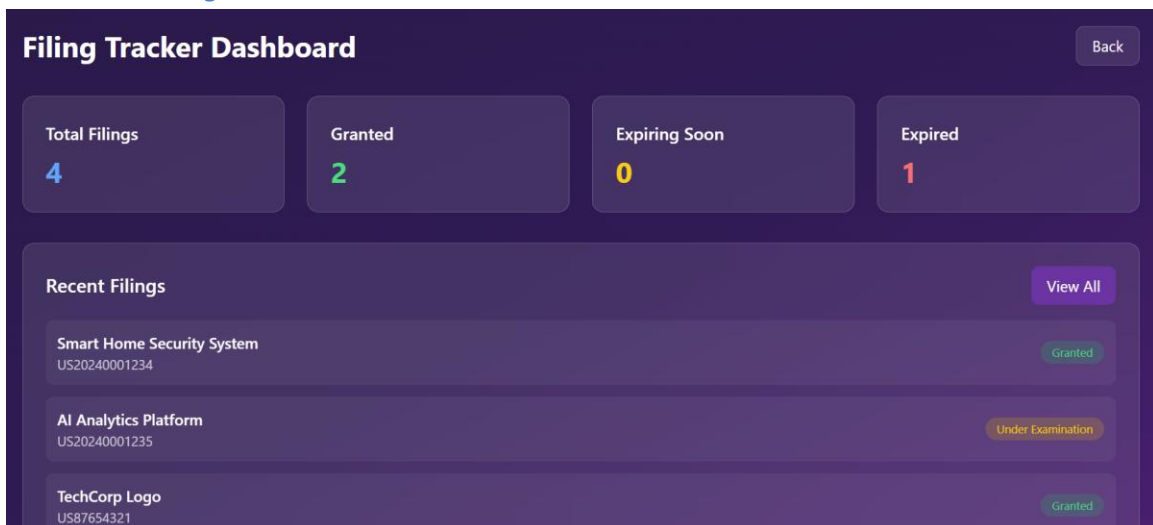 Filing Tracker Dashboard
Back
Total Filings
4
Granted
2
Expiring Soon
0
Expired
1
Recent Filings
View All
Smart Home Security System
US20240001234
Granted
AI Analytics Platform
US20240001235
Under Examination
TechCorp Logo
US87654321
Granted